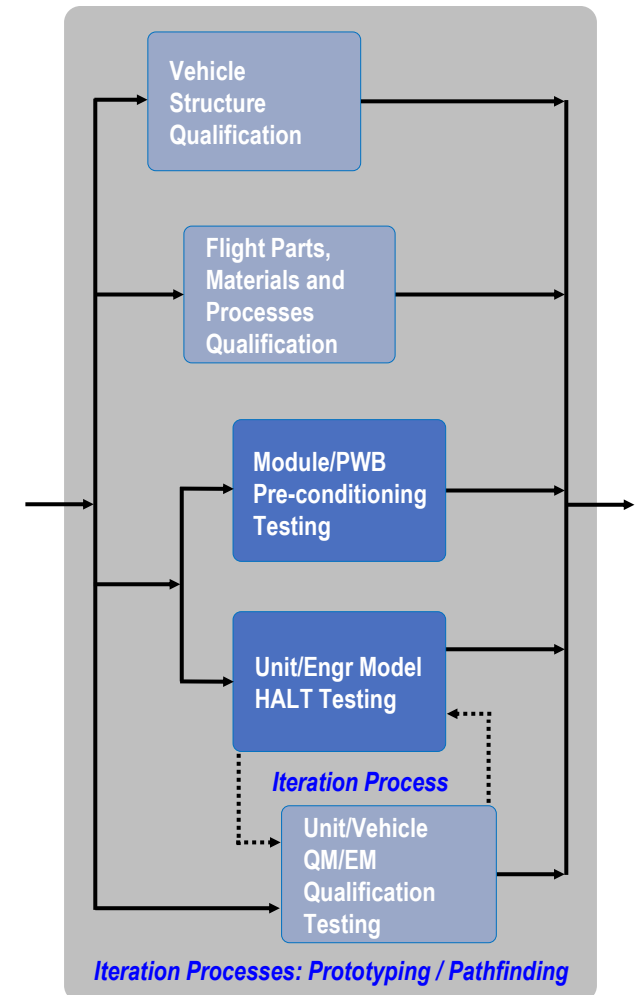 Vehicle
Structure
Qualification
Flight Parts,
Materials and
Processes
Qualification
Module/PWB
Pre-conditioning
Testing
Unit/Engr Model
HALT Testing
Iteration Process
Unit/Vehicle
QM/EM
Qualification
Testing
Iteration Processes: Prototyping / Pathfinding